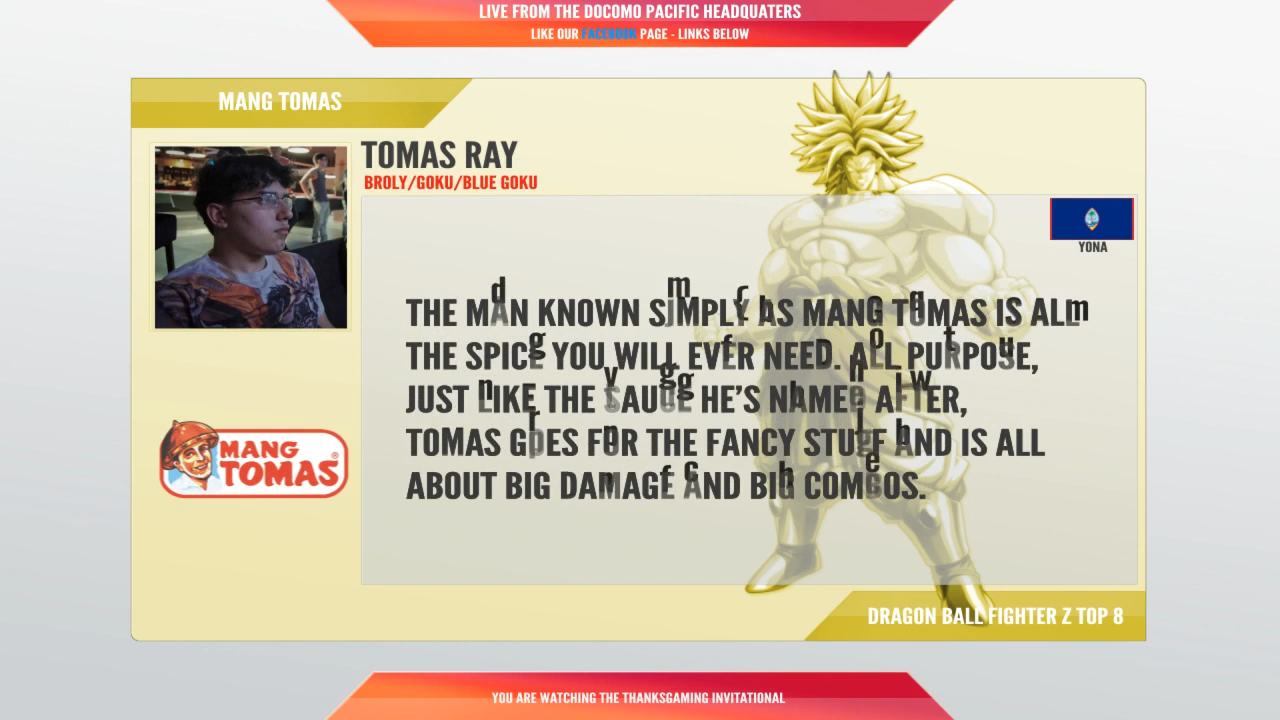 LIVE FROM THE DOCOMO PACIFIC HEADQUATERS
LIKE OUR FACEBOOK PAGE - LINKS BELOW
MANG TOMAS
TOMAS RAY
BROLY/GOKU/BLUE GOKU
YONA
THE MAN KNOWN SIMPLY AS MANG TOMAS IS ALL
THE SPICE YOU WILL EVER NEED. ALL PURPOSE,
JUST LIKE THE SAUCE HE'S NAMED AFTER,
TOMAS GOES FOR THE FANCY STUFF AND IS ALL
ABOUT BIG DAMAGE AND BIG COMBOS.
MANG
TOMAS®
DRAGON BALL FIGHTER Z TOP 8
YOU ARE WATCHING THE THANKSGAMING INVITATIONAL